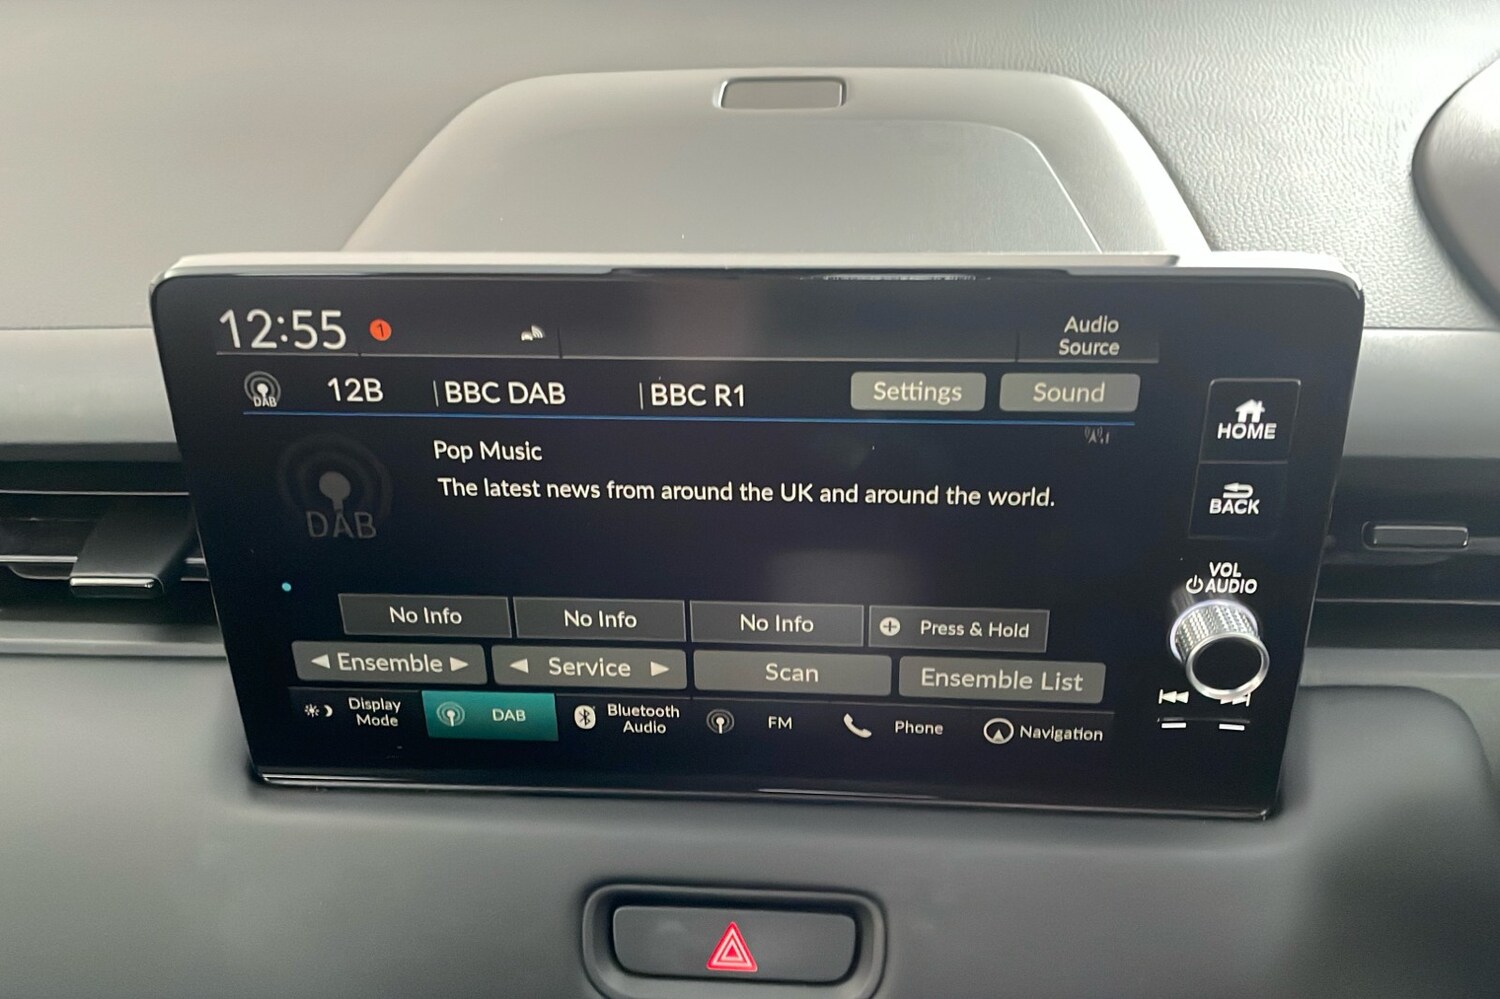 12:55 1
Audio
Source
DAB 12B |BBC DAB |BBC R1 Settings Sound
HOME
Pop Music
The latest news from around the UK and around the world.
DAB
BACK
VOL
AUDIO
No Info No Info No Info Press & Hold
Ensemble Service Scan Ensemble List
Display
Mode
DAB
Bluetooth
Audio
FM
Phone
Navigation